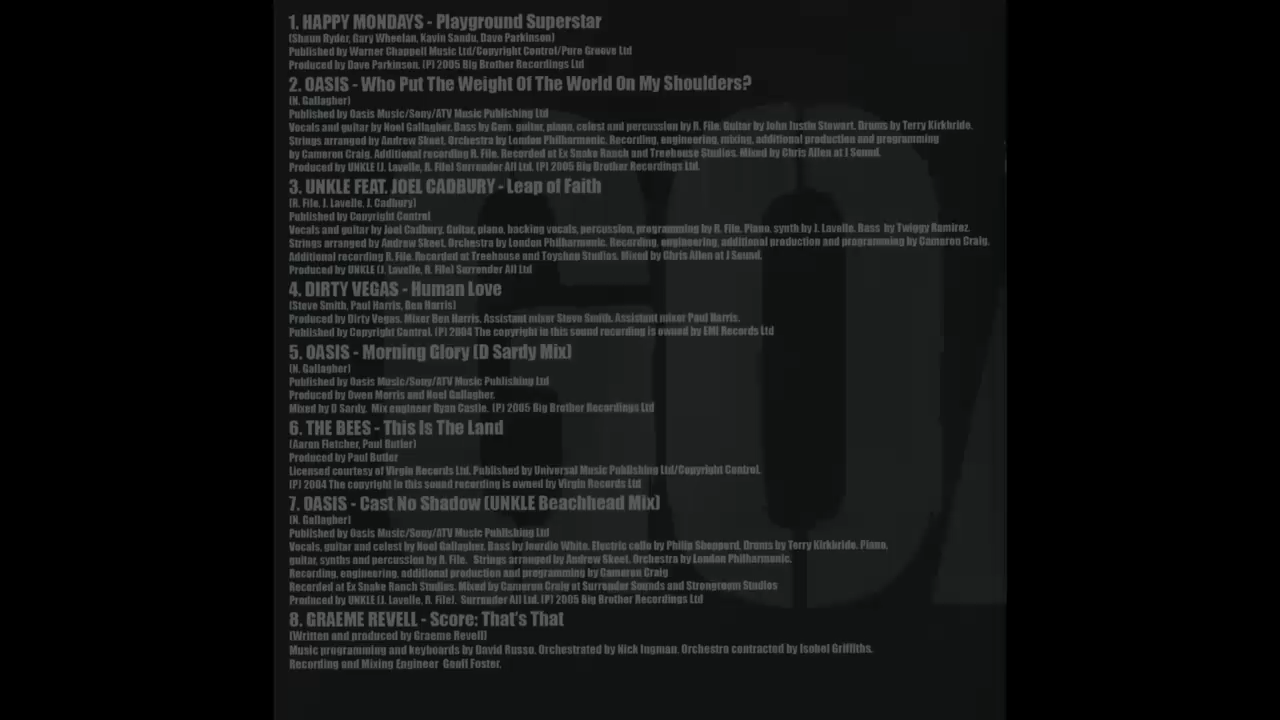 1. HAPPY MONDAYS - Playground Superstar
(Shaun Ryder, Gary Wheelan, Kavin Sandu, Dave Parkinson)
Published by Warner Chappell Music Ltd/Copyright Control/Pure Groove Ltd
Produced by Dave Parkinson. (P) 2005 Big Brother Recordings Ltd
2. OASIS - Who Put The Weight Of The World On My Shoulders?
(N. Gallagher)
Published by Oasis Music/Sony/ATV Music Publishing Ltd
Vocals and guitar by Noel Gallagher. Bass by Gem. guitar, piano, celest and percussion by R. File. Guitar by John Tustin Stewart. Drums by Terry Kirkbride.
Strings arranged by Andrew Skeet. Orchestra by London Philharmonic. Recording, engineering, mixing, additional production and programming
by Cameron Craig. Additional recording R. File. Recorded at Ex Snake Ranch and Treehouse Studios. Mixed by Chris Allen at J Sound.
Produced by UNKLE (J. Lavelle, R. File) Surrender All Ltd. (P) 2005 Big Brother Recordings Ltd.
3. UNKLE FEAT. JOEL CADBURY - Leap of Faith
(R. File, J. Lavelle, J. Cadbury)
Published by Copyright Control
Vocals and guitar by Joel Cadbury. Guitar, piano, backing vocals, percussion, programming by R. File. Piano, synth by J. Lavelle. Bass by Twiggy Ramirez.
Strings arranged by Andrew Skeet. Orchestra by London Philharmonic. Recording, engineering, additional production and programming by Cameron Craig.
Additional recording R. File. Recorded at Treehouse and Toyshop Studios. Mixed by Chris Allen at J Sound.
Produced by UNKLE (J. Lavelle, R. File) Surrender All Ltd
4. DIRTY VEGAS - Human Love
(Steve Smith, Paul Harris, Ben Harris)
Produced by Dirty Vegas. Mixer Ben Harris. Assistant mixer Steve Smith. Assistant mixer Paul Harris.
Published by Copyright Control. (P) 2004 The copyright in this sound recording is owned by EMI Records Ltd
5. OASIS - Morning Glory (D Sardy Mix)
(N. Gallagher)
Published by Oasis Music/Sony/ATV Music Publishing Ltd
Produced by Owen Morris and Noel Gallagher.
Mixed by D Sardy. Mix engineer Ryan Castle. (P) 2005 Big Brother Recordings Ltd
6. THE BEES - This Is The Land
(Aaron Fletcher, Paul Butler)
Produced by Paul Butler
Licensed courtesy of Virgin Records Ltd. Published by Universal Music Publishing Ltd/Copyright Control.
(P) 2004 The copyright in this sound recording is owned by Virgin Records Ltd
7. OASIS - Cast No Shadow (UNKLE Beachhead Mix)
(N. Gallagher)
Published by Oasis Music/Sony/ATV Music Publishing Ltd
Vocals, guitar and celest by Noel Gallagher. Bass by Jeordie White. Electric cello by Philip Sheppard. Drums by Terry Kirkbride. Piano,
guitar, synths and percussion by R. File. Strings arranged by Andrew Skeet. Orchestra by London Philharmonic.
Recording, engineering, additional production and programming by Cameron Craig
Recorded at Ex Snake Ranch Studios. Mixed by Cameron Craig at Surrender Sounds and Strongroom Studios
Produced by UNKLE (J. Lavelle, R. File). Surrender All Ltd. (P) 2005 Big Brother Recordings Ltd
8. GRAEME REVELL - Score: That's That
(Written and produced by Graeme Revell)
Music programming and keyboards by David Russo. Orchestrated by Nick Ingman. Orchestra contracted by Isobel Griffiths.
Recording and Mixing Engineer Geoff Foster.